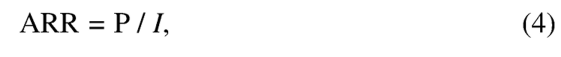 ARR = P / I, (4)